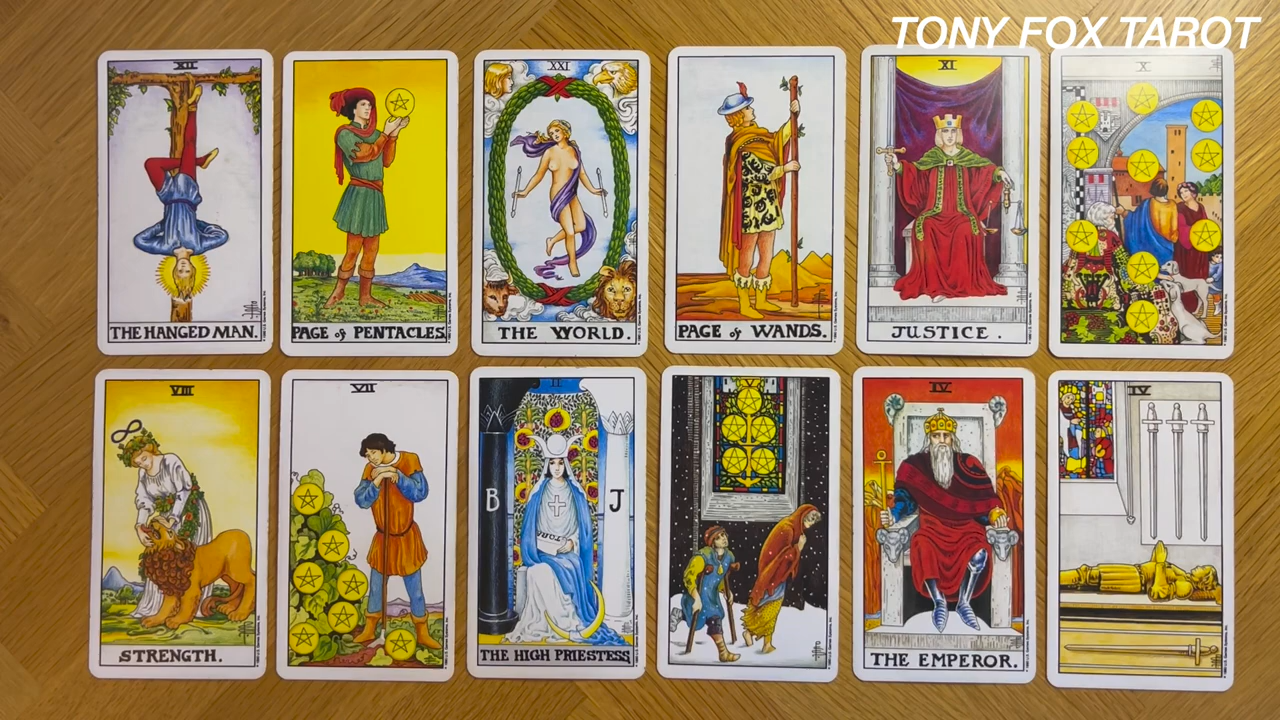 TONY FOX TAROT
XII
THE HANGED MAN.
PAGE of PENTACLES
XXI
THE WORLD.
PAGE of WANDS.
XI
JUSTICE.
X
VIII
STRENGTH.
VII
II
B
J
TORA
THE HIGH PRIESTESS
V
IV
THE EMPEROR.
IV